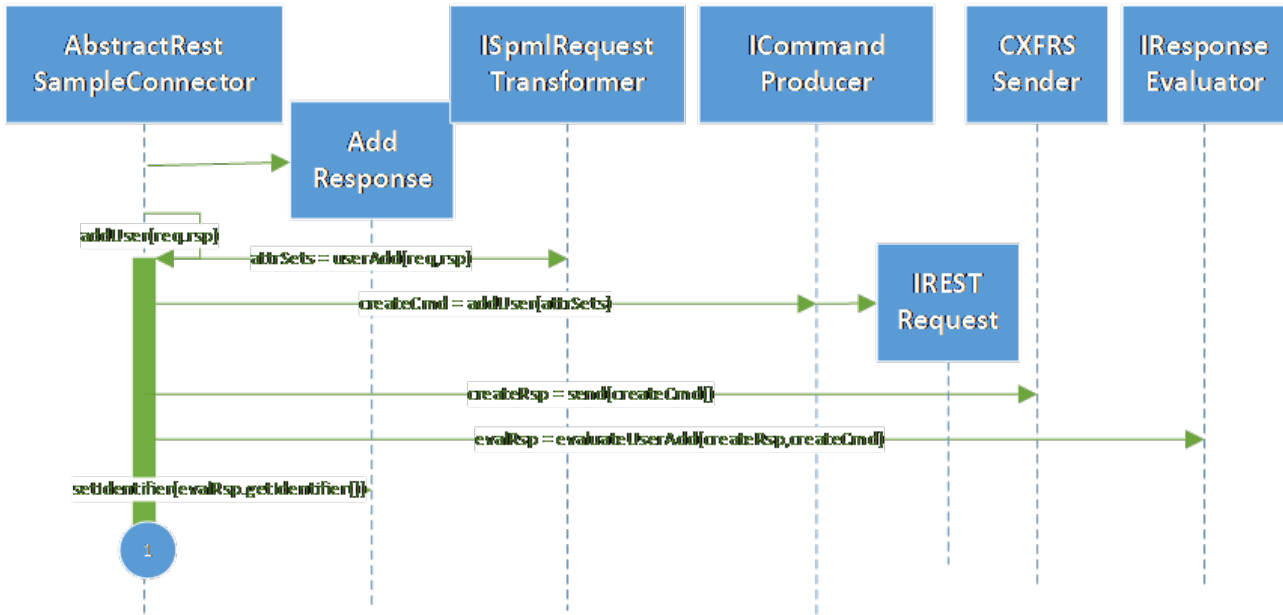 AbstractRest
SampleConnector
ISpmlRequest
Transformer
ICommand
Producer
CXFRS
Sender
IResponse
Evaluator
Add
Response
addUser(req,rsp)
attrSets = userAdd(req,rsp)
createCmd = addUser(attrSets)
IREST
Request
createRsp = send(createCmd())
evalRsp = evaluateUserAdd(createRsp,createCmd)
setIdentifier(evalRsp.getIdentifier())
1